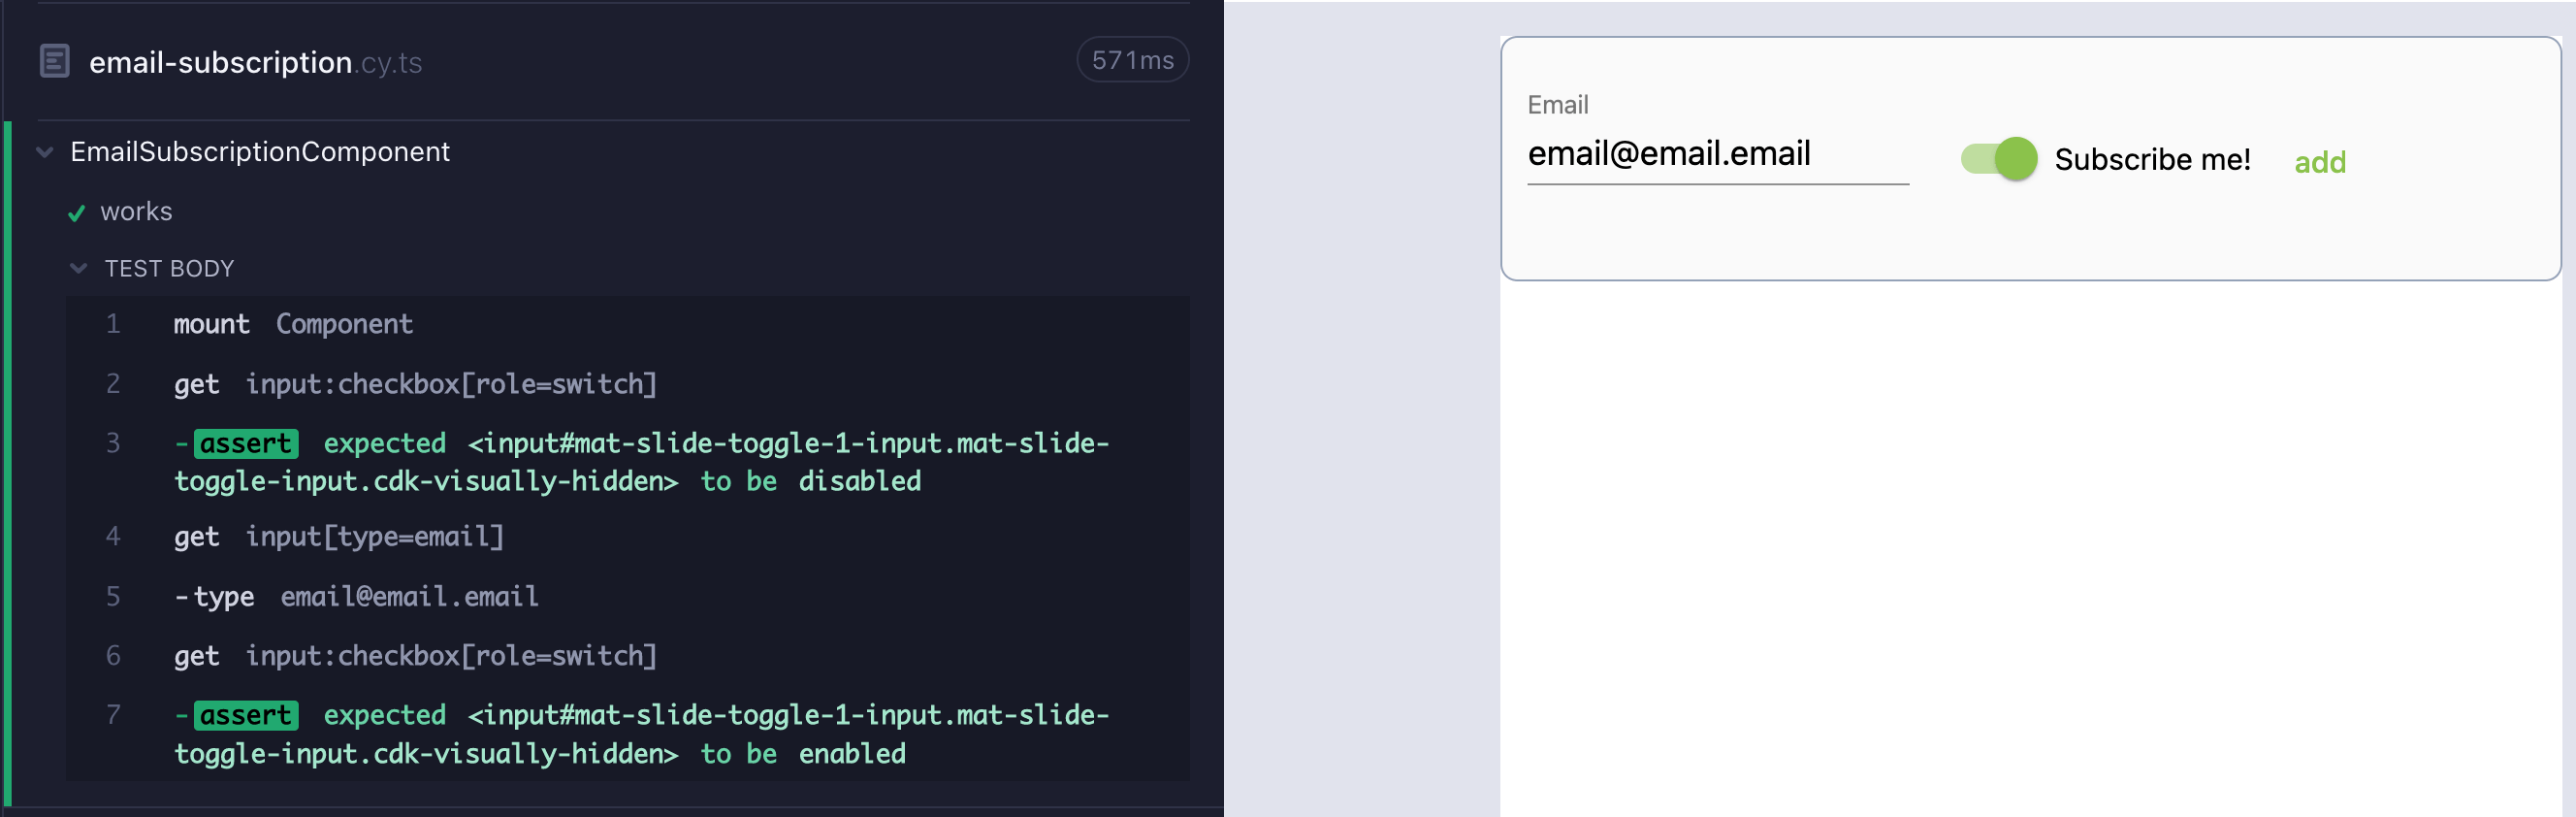 email-subscription.cy.ts 571ms
EmailSubscriptionComponent
works
TEST BODY
1 mount Component
2 get input:checkbox[role=switch]
3 -assert expected <input#mat-slide-toggle-1-input.mat-slide-
toggle-input.cdk-visually-hidden> to be disabled
4 get input[type=email]
5 -type email@email.email
6 get input:checkbox[role=switch]
7 -assert expected <input#mat-slide-toggle-1-input.mat-slide-
toggle-input.cdk-visually-hidden> to be enabled
Email
email@email.email Subscribe me! add